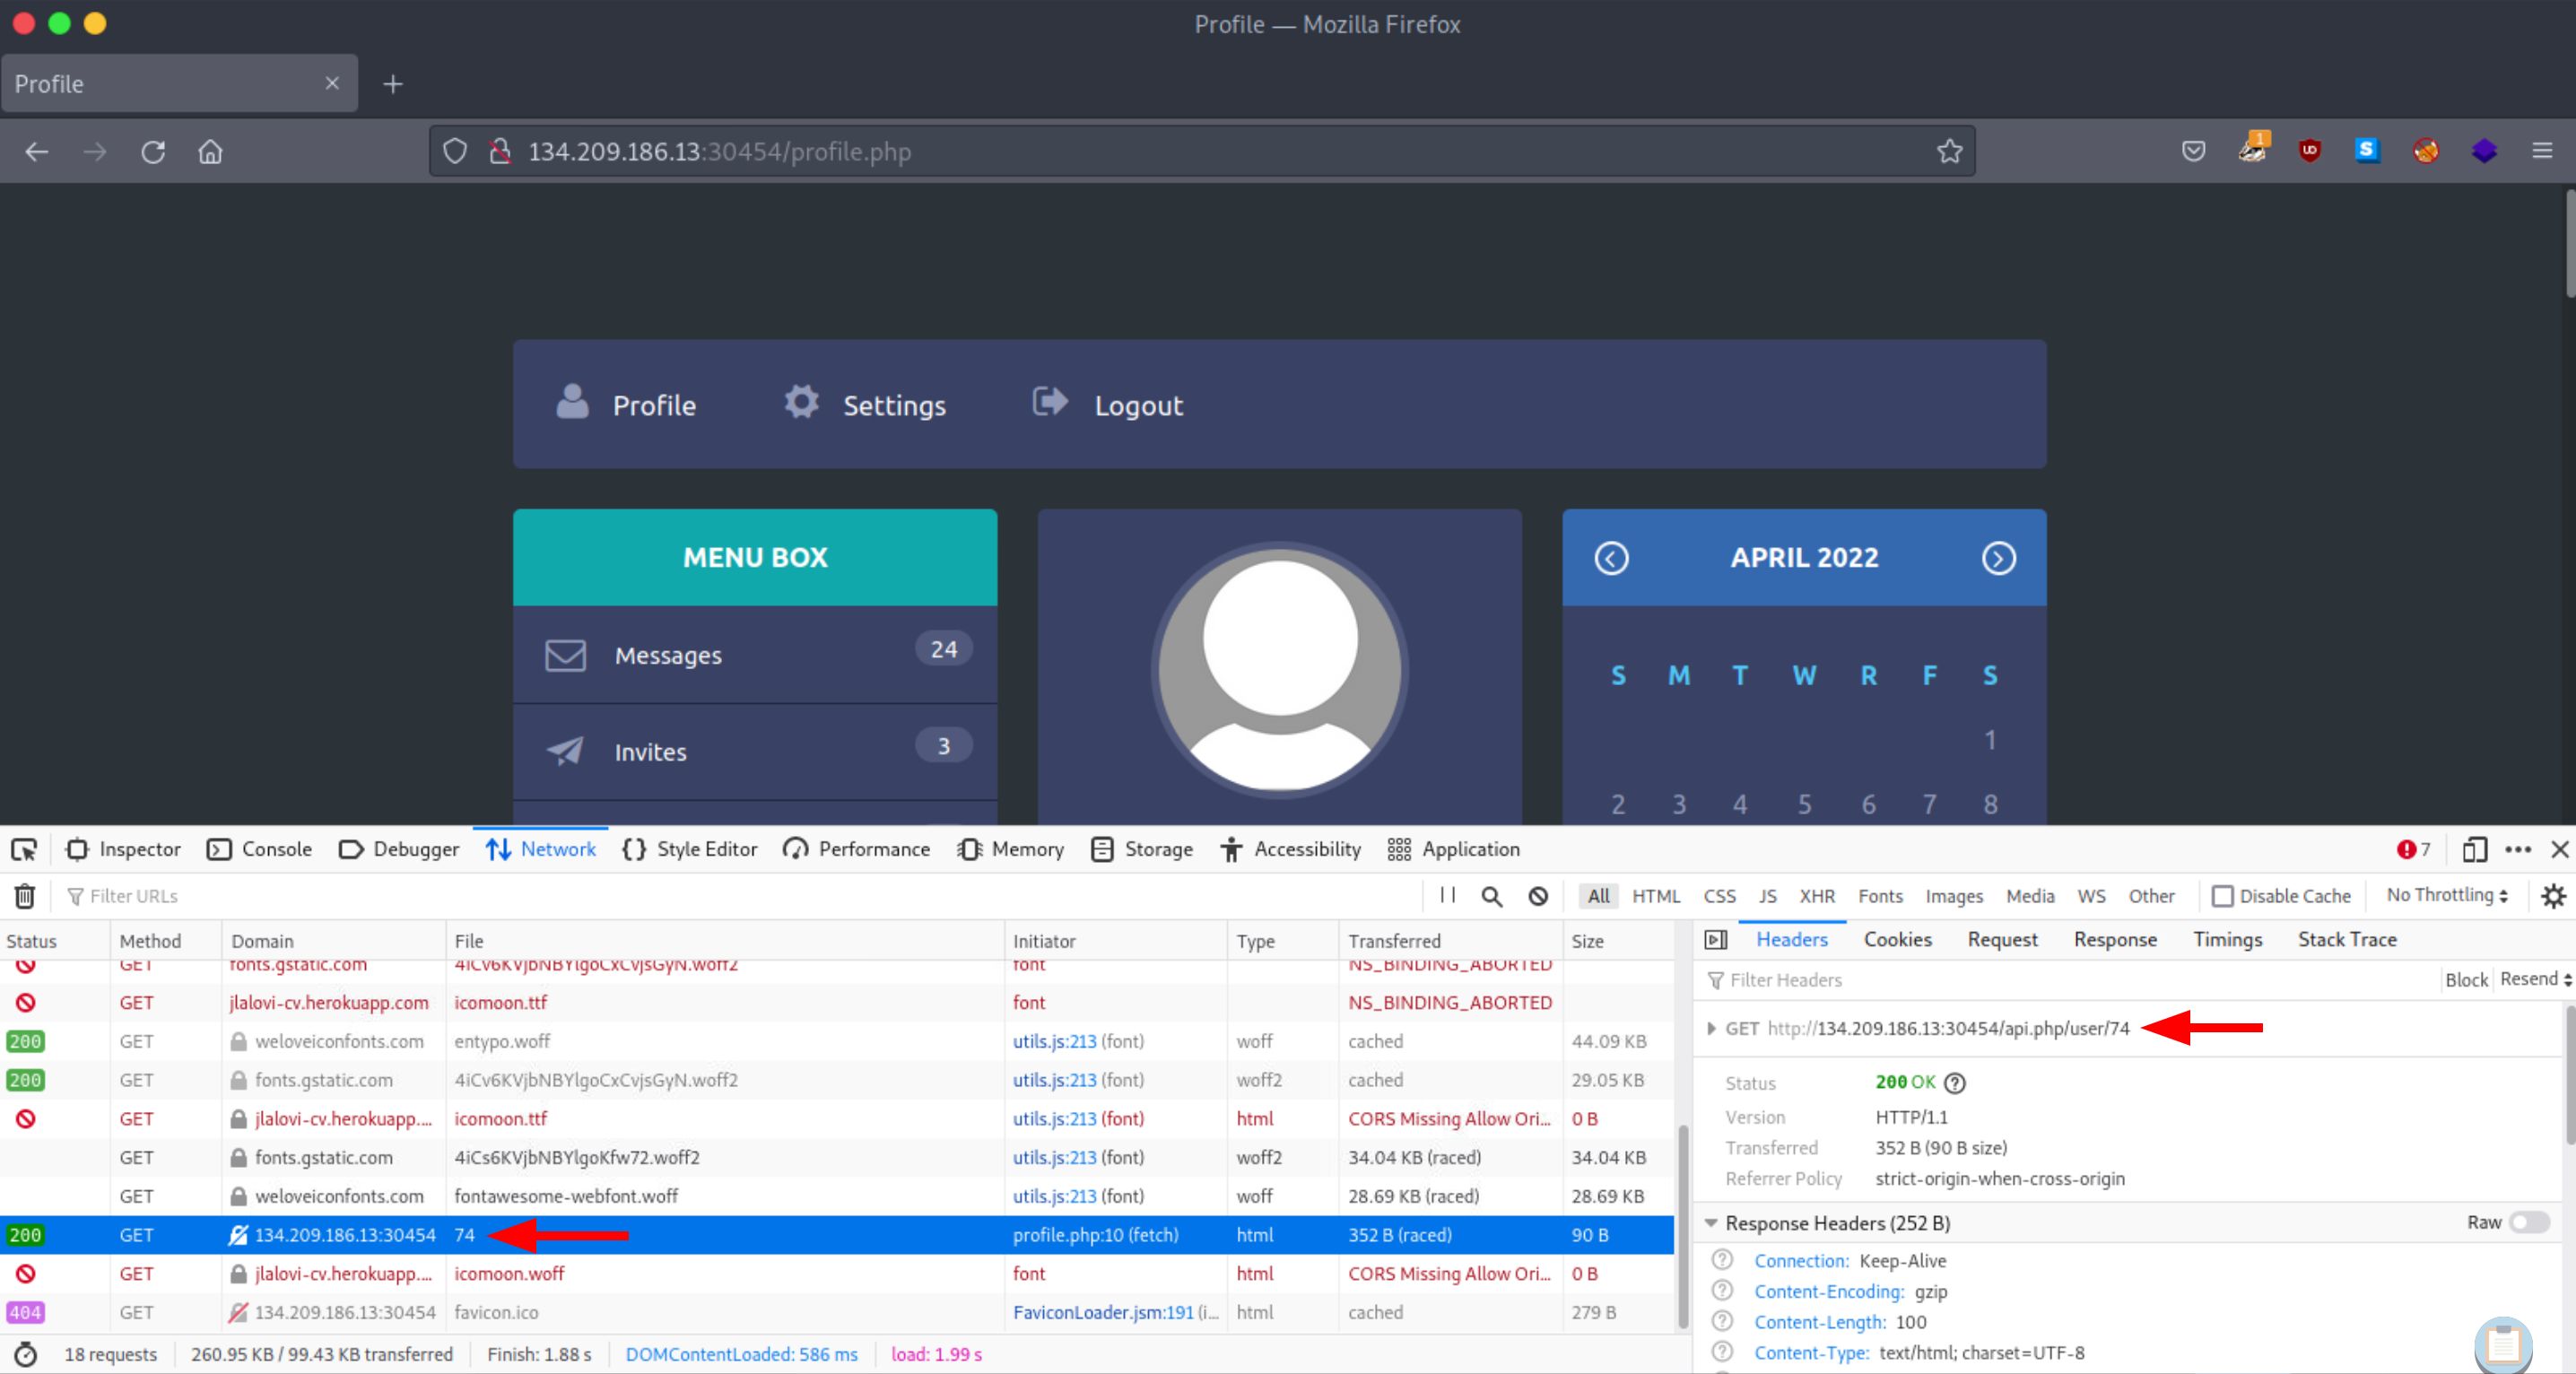 Profile — Mozilla Firefox
Profile
134.209.186.13:30454/profile.php
1
UD
S
Profile Settings Logout
MENU BOX
Messages 24
Invites 3
APRIL 2022
S M T W R F S
1
2 3 4 5 6 7 8
Inspector Console Debugger Network Style Editor Performance Memory Storage Accessibility Application 7
Filter URLs All HTML CSS JS XHR Fonts Images Media WS Other Disable Cache No Throttling
Status Method Domain File Initiator Type Transferred Size
GET fonts.gstatic.com 4iCv6KVjbNBYlgoCxCvjsGyN.woff2 font NS_BINDING_ABORTED
GET jlalovi-cv.herokuapp.com icomoon.ttf font NS_BINDING_ABORTED
200 GET weloveiconfonts.com entypo.woff utils.js:213 (font) woff cached 44.09 KB
200 GET fonts.gstatic.com 4iCv6KVjbNBYlgoCxCvjsGyN.woff2 utils.js:213 (font) woff2 cached 29.05 KB
GET jlalovi-cv.herokuapp.... icomoon.ttf utils.js:213 (font) html CORS Missing Allow Ori... 0 B
GET fonts.gstatic.com 4iCs6KVjbNBYlgoKfw72.woff2 utils.js:213 (font) woff2 34.04 KB (raced) 34.04 KB
GET weloveiconfonts.com fontawesome-webfont.woff utils.js:213 (font) woff 28.69 KB (raced) 28.69 KB
200 GET 134.209.186.13:30454 74 profile.php:10 (fetch) html 352 B (raced) 90 B
GET jlalovi-cv.herokuapp.... icomoon.woff font html CORS Missing Allow Ori... 0 B
404 GET 134.209.186.13:30454 favicon.ico FaviconLoader.jsm:191 (i... html cached 279 B
18 requests 260.95 KB / 99.43 KB transferred Finish: 1.88 s DOMContentLoaded: 586 ms load: 1.99 s
Headers Cookies Request Response Timings Stack Trace
Filter Headers Block Resend
GET http://134.209.186.13:30454/api.php/user/74
Status 200 OK
Version HTTP/1.1
Transferred 352 B (90 B size)
Referrer Policy strict-origin-when-cross-origin
Response Headers (252 B) Raw
Connection: Keep-Alive
Content-Encoding: gzip
Content-Length: 100
Content-Type: text/html; charset=UTF-8